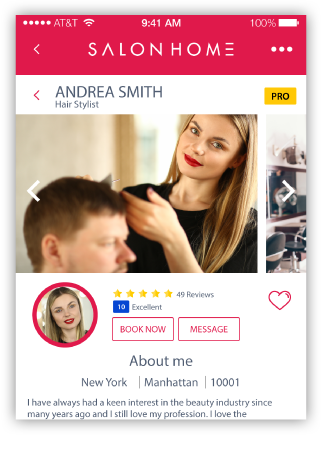 AT&T 9:41 AM 100%
SALON HOME
ANDREA SMITH
Hair Stylist
PRO
49 Reviews
10 Excellent
BOOK NOW MESSAGE
About me
New York | Manhattan | 10001
I have always had a keen interest in the beauty industry since
many years ago and I still love my profession. I love the